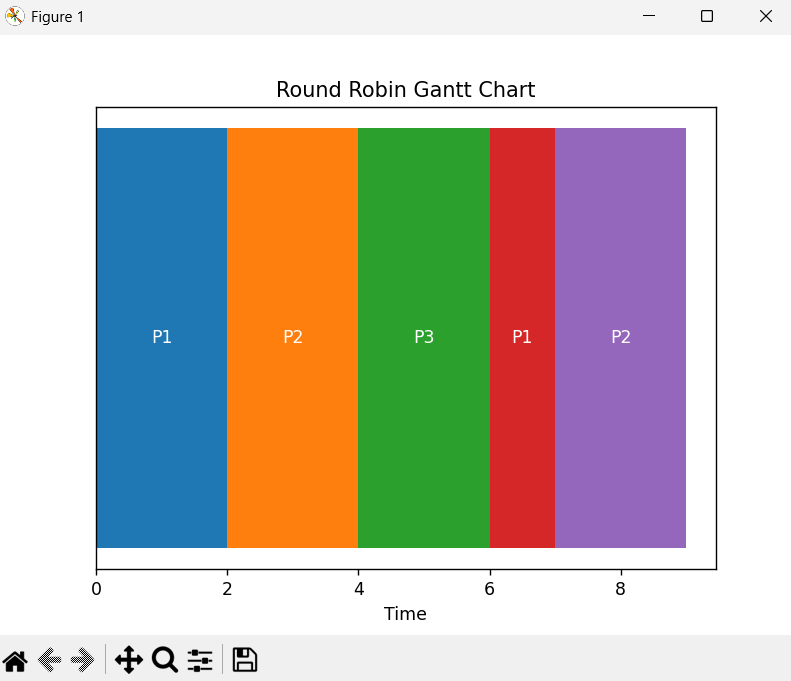 Figure 1
Round Robin Gantt Chart
P1 P2 P3 P1 P2
0 2 4 6 8
Time